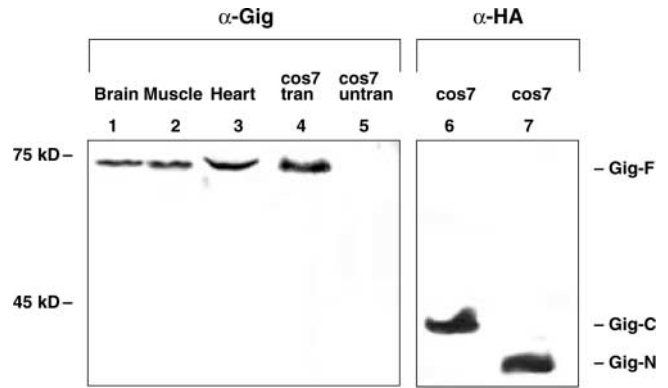 α-Gig α-HA
Brain Muscle Heart cos7 tran cos7 untran cos7 cos7
1 2 3 4 5 6 7
75 kD –
– Gig-F
45 kD –
– Gig-C
– Gig-N